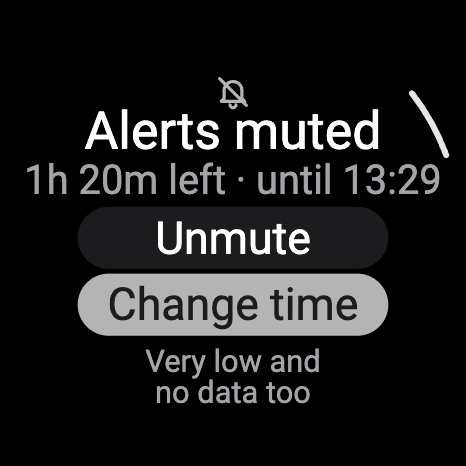 Alerts muted
1h 20m left · until 13:29
Unmute
Change time
Very low and
no data too